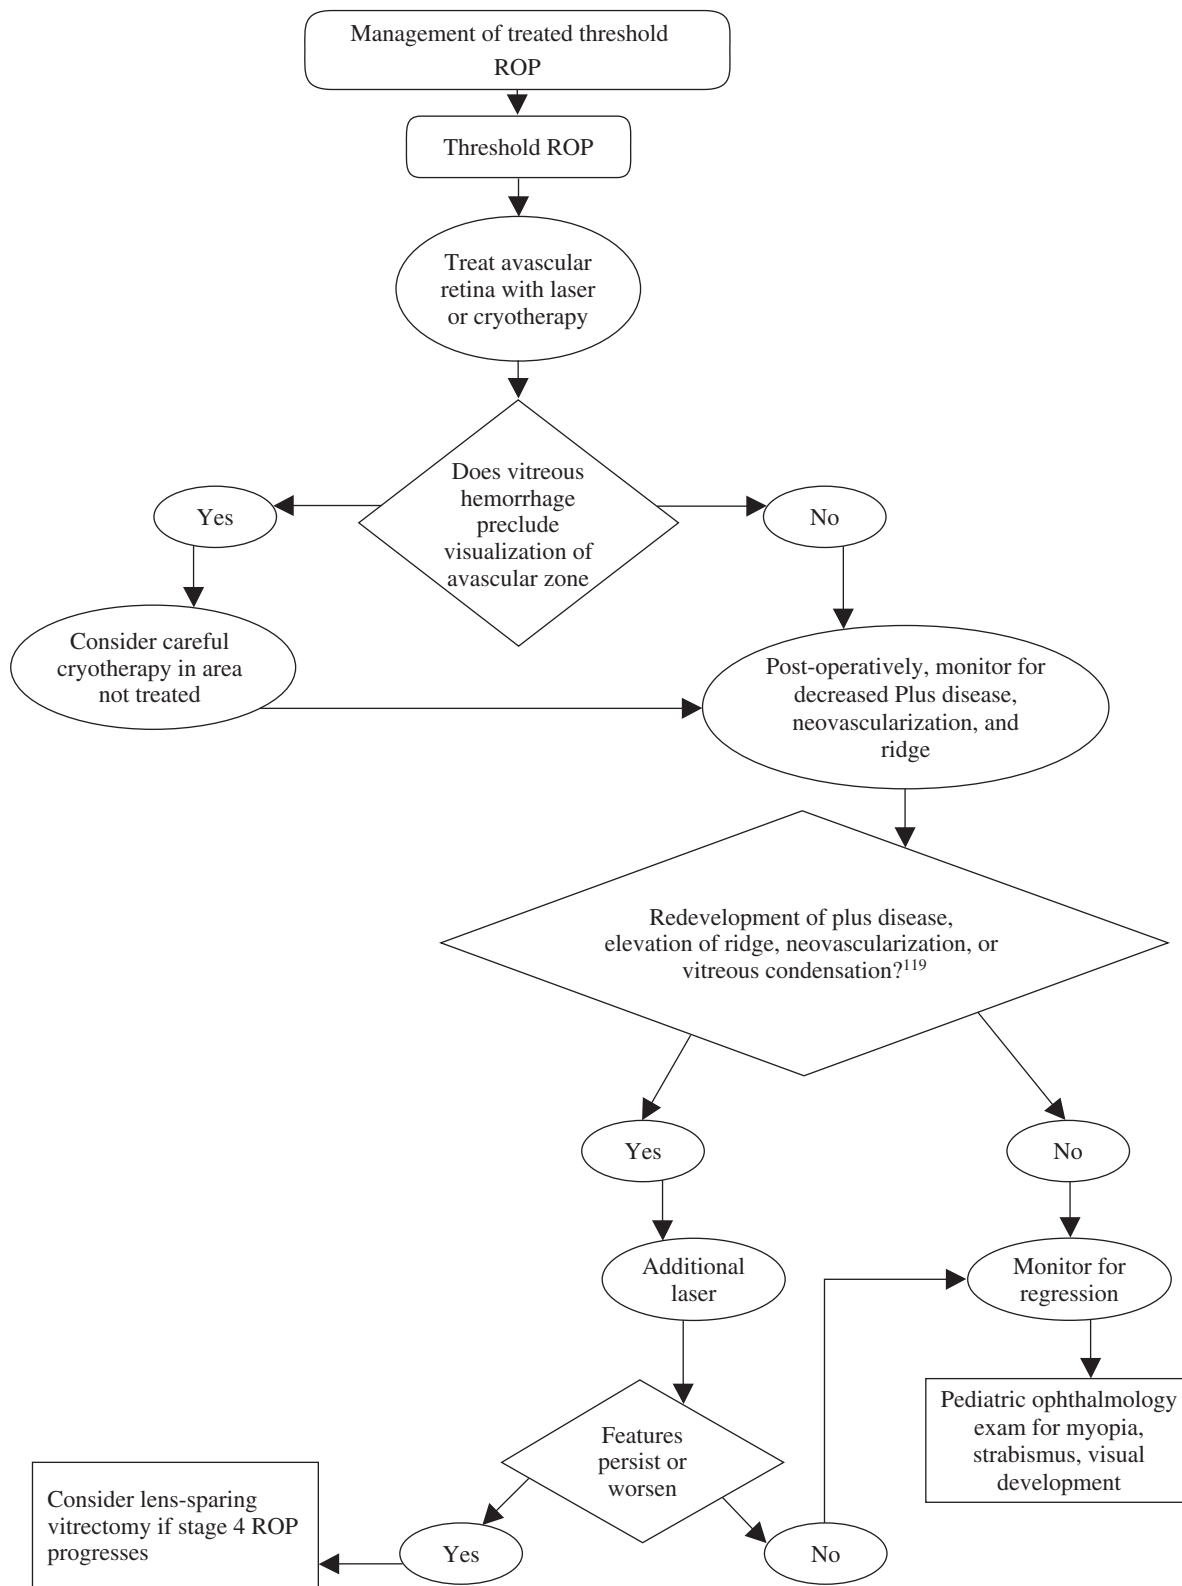 Management of treated threshold
ROP
Threshold ROP
Treat avascular
retina with laser
or cryotherapy
Does vitreous
hemorrhage
preclude
visualization of
avascular zone
Yes
No
Consider careful
cryotherapy in area
not treated
Post-operatively, monitor for
decreased Plus disease,
neovascularization, and
ridge
Redevelopment of plus disease,
elevation of ridge, neovascularization, or
vitreous condensation?¹¹⁹
Yes
No
Additional
laser
Monitor for
regression
Pediatric ophthalmology
exam for myopia,
strabismus, visual
development
Features
persist or
worsen
Consider lens-sparing
vitrectomy if stage 4 ROP
progresses
Yes
No